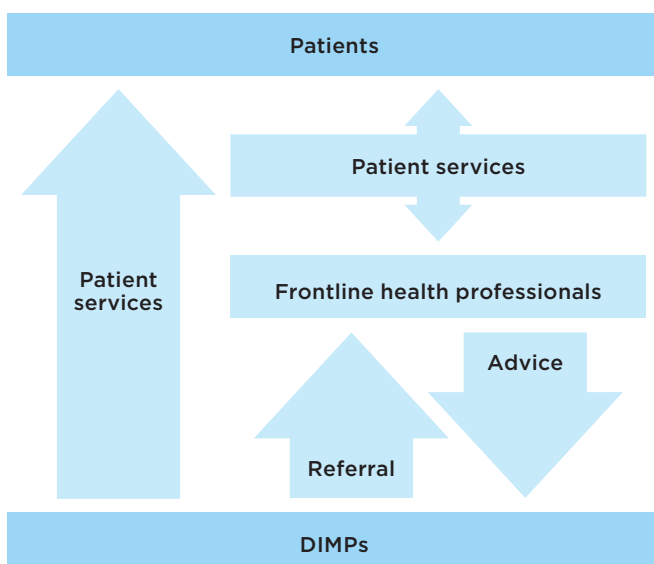 Patients
Patient services
Patient
services
Frontline health professionals
Advice
Referral
DIMPs